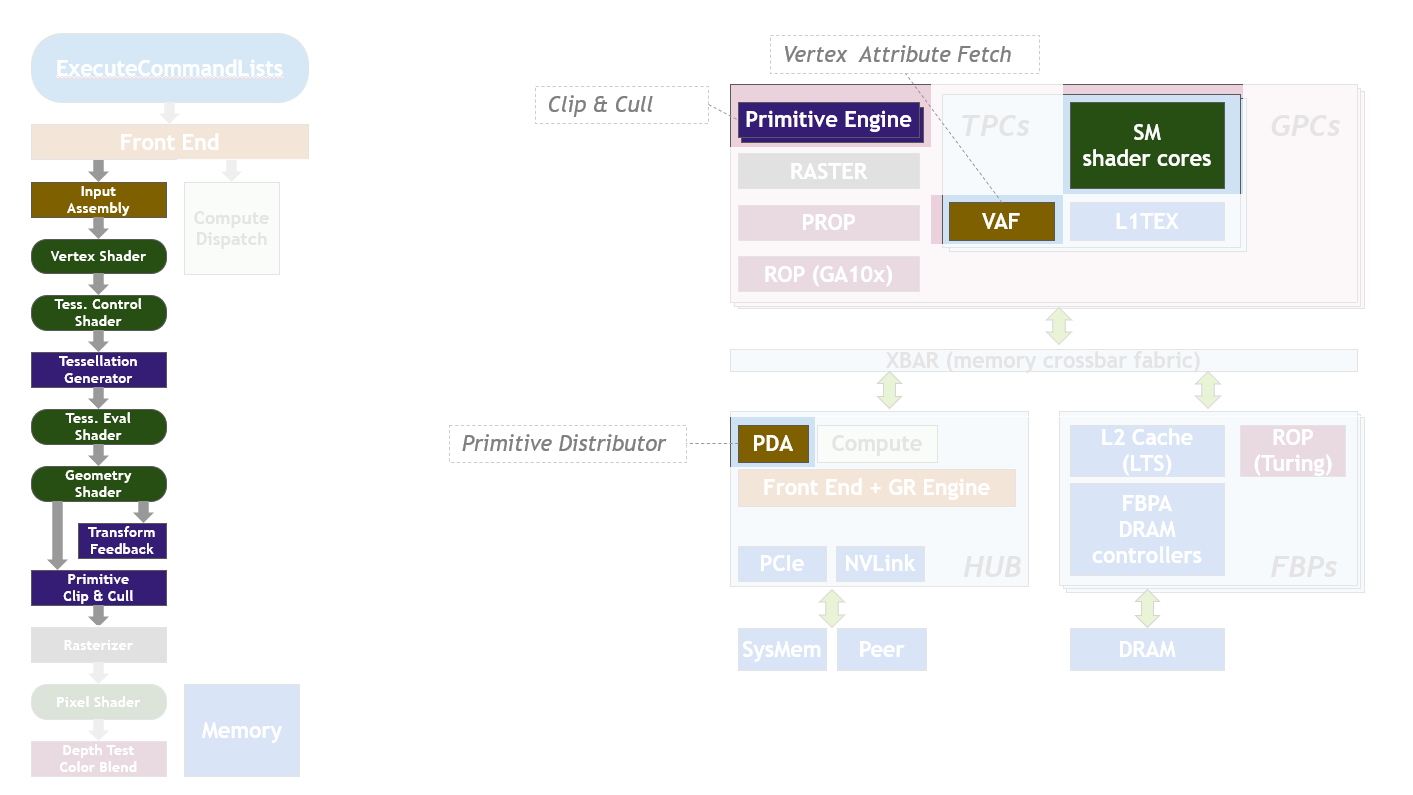 ExecuteCommandLists
Front End
Input
Assembly
Compute
Dispatch
Vertex Shader
Tess. Control
Shader
Tessellation
Generator
Tess. Eval
Shader
Geometry
Shader
Transform
Feedback
Primitive
Clip & Cull
Rasterizer
Pixel Shader
Depth Test
Color Blend
Memory
Vertex  Attribute Fetch
Clip & Cull
Primitive Engine
TPCs
SM
shader cores
GPCs
RASTER
PROP
VAF
L1TEX
ROP (GA10x)
XBAR (memory crossbar fabric)
Primitive Distributor
PDA
Compute
Front End + GR Engine
PCIe
NVLink
HUB
L2 Cache
(LTS)
ROP
(Turing)
FBPA
DRAM
controllers
FBPs
SysMem
Peer
DRAM